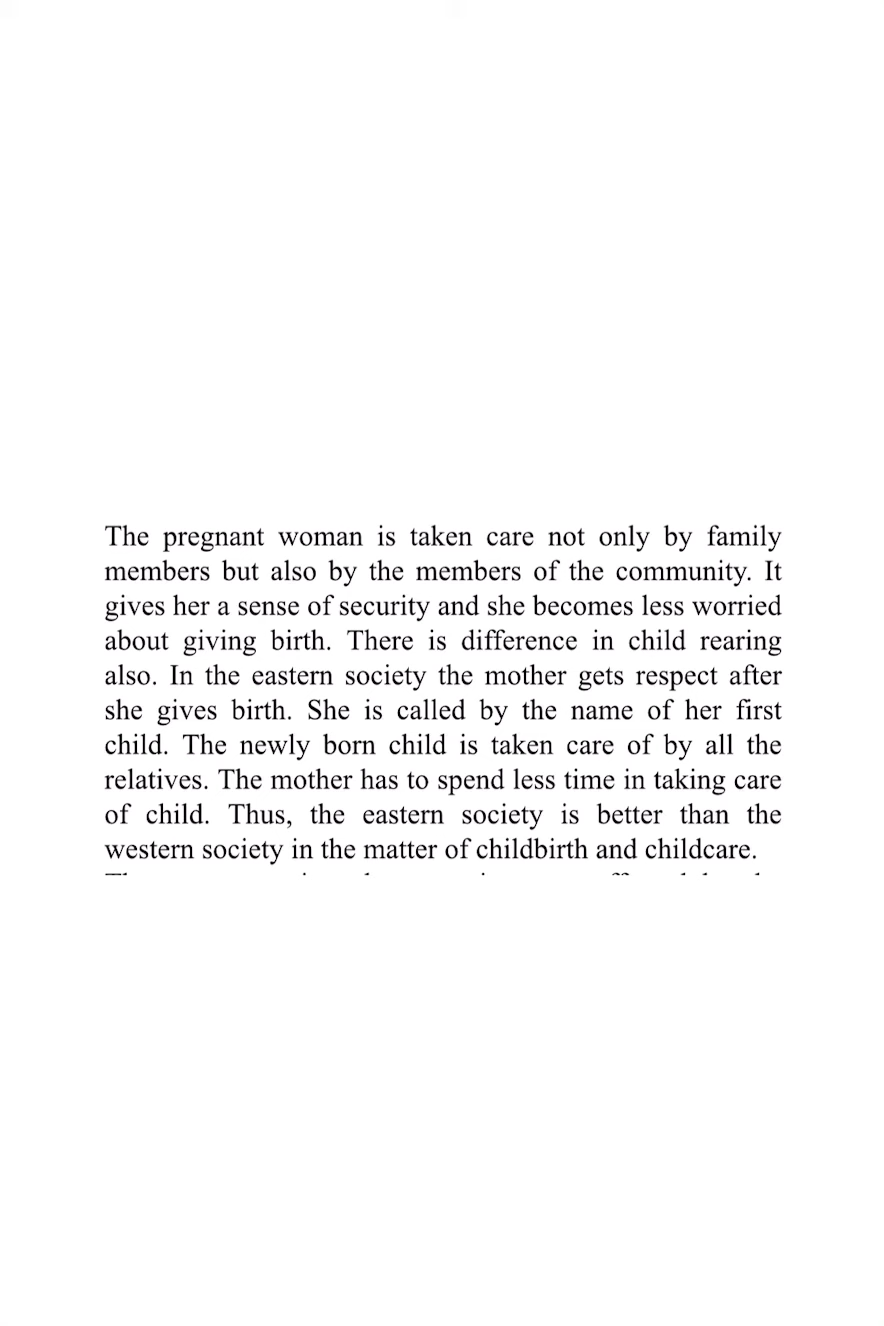 The pregnant woman is taken care not only by family
members but also by the members of the community. It
gives her a sense of security and she becomes less worried
about giving birth. There is difference in child rearing
also. In the eastern society the mother gets respect after
she gives birth. She is called by the name of her first
child. The newly born child is taken care of by all the
relatives. The mother has to spend less time in taking care
of child. Thus, the eastern society is better than the
western society in the matter of childbirth and childcare.